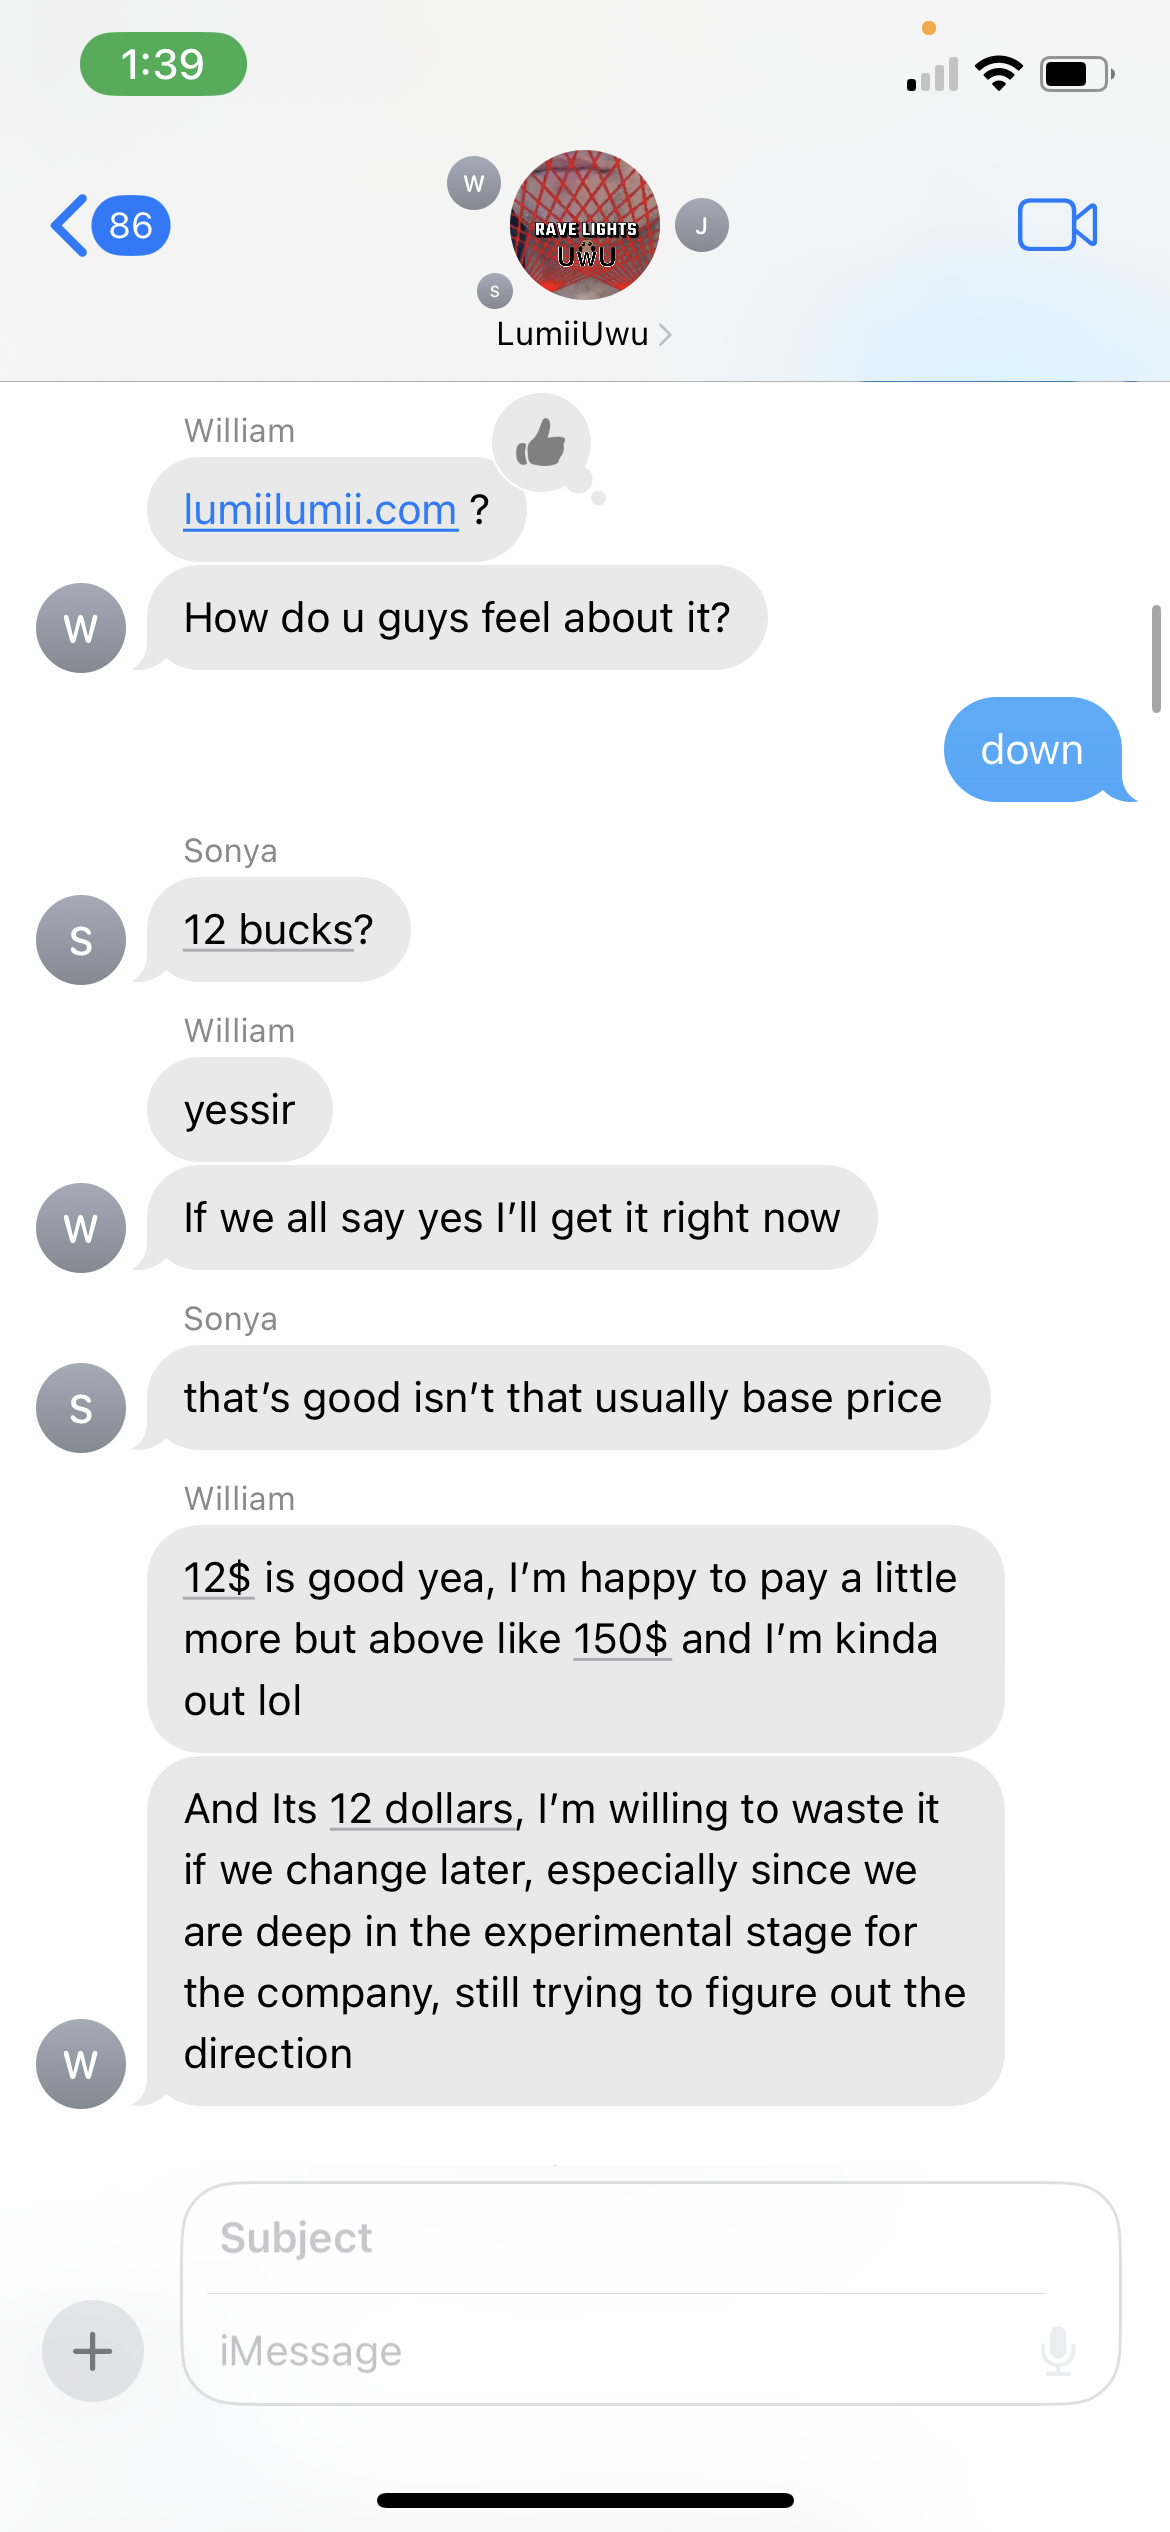 1:39
86
W
RAVE LIGHTS
UWU
J
S
LumiiUwu
William
lumiilumii.com ?
W
How do u guys feel about it?
down
Sonya
S
12 bucks?
William
yessir
W
If we all say yes I’ll get it right now
Sonya
S
that’s good isn’t that usually base price
William
12$ is good yea, I’m happy to pay a little
more but above like 150$ and I’m kinda
out lol
And Its 12 dollars, I’m willing to waste it
if we change later, especially since we
are deep in the experimental stage for
the company, still trying to figure out the
direction
W
Subject
iMessage